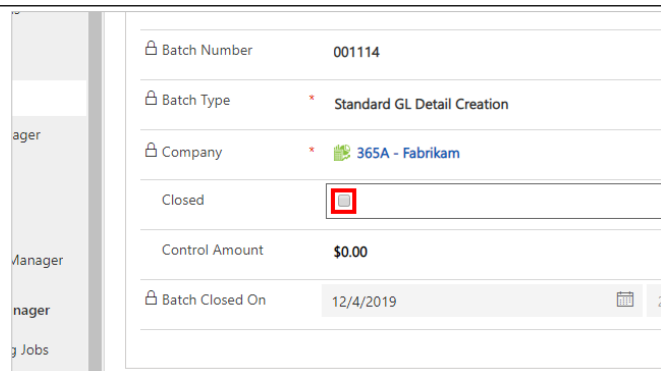 Batch Number 001114
Batch Type * Standard GL Detail Creation
ager
Company * 365A - Fabrikam
Closed
Control Amount $0.00
Manager
Batch Closed On 12/4/2019
nager
g Jobs